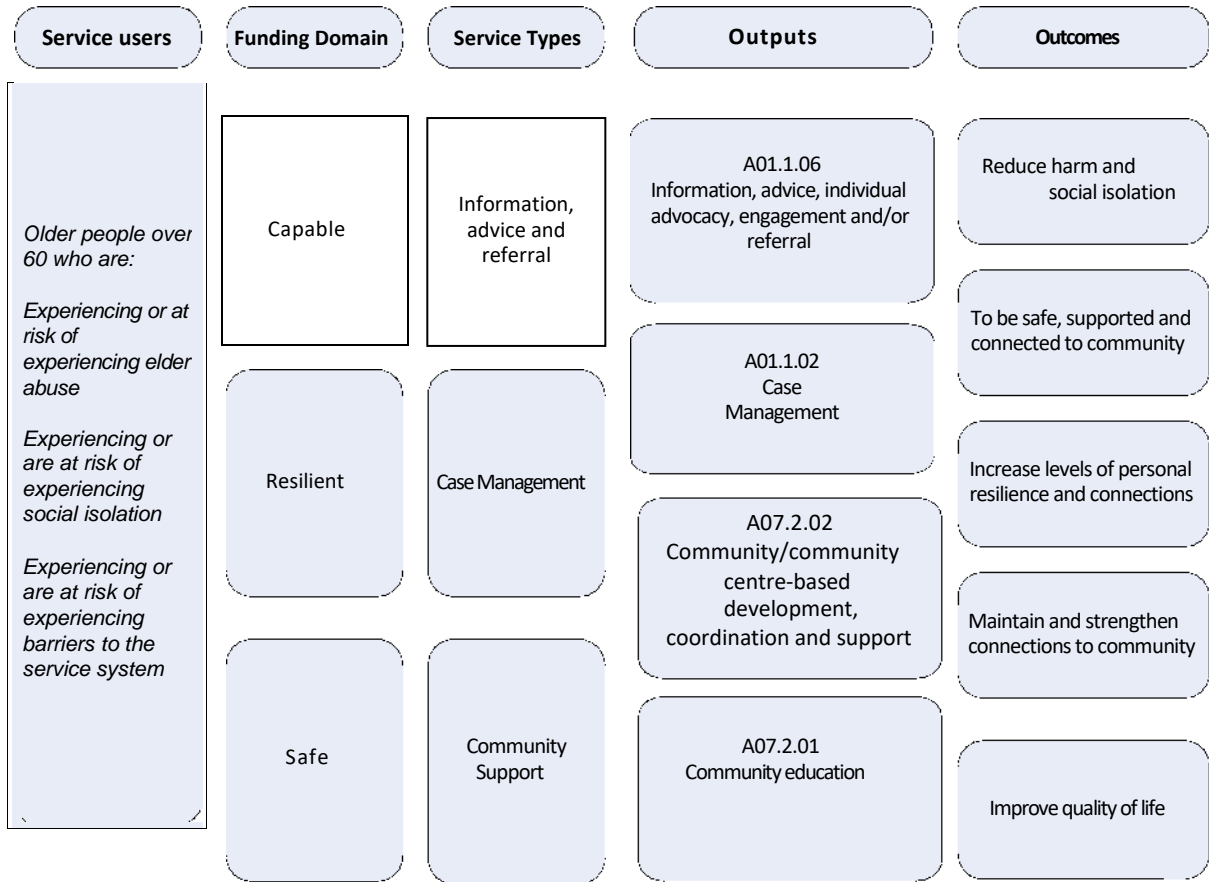 Service users
Funding Domain
Service Types
Outputs
Outcomes
Older people over
60 who are:
Experiencing or at
risk of
experiencing elder
abuse
Experiencing or
are at risk of
experiencing
social isolation
Experiencing or
are at risk of
experiencing
barriers to the
service system
Capable
Resilient
Safe
Information,
advice and
referral
Case Management
Community
Support
A01.1.06
Information, advice, individual
advocacy, engagement and/or
referral
A01.1.02
Case
Management
A07.2.02
Community/community
centre-based
development,
coordination and support
A07.2.01
Community education
Reduce harm and
social isolation
To be safe, supported and
connected to community
Increase levels of personal
resilience and connections
Maintain and strengthen
connections to community
Improve quality of life